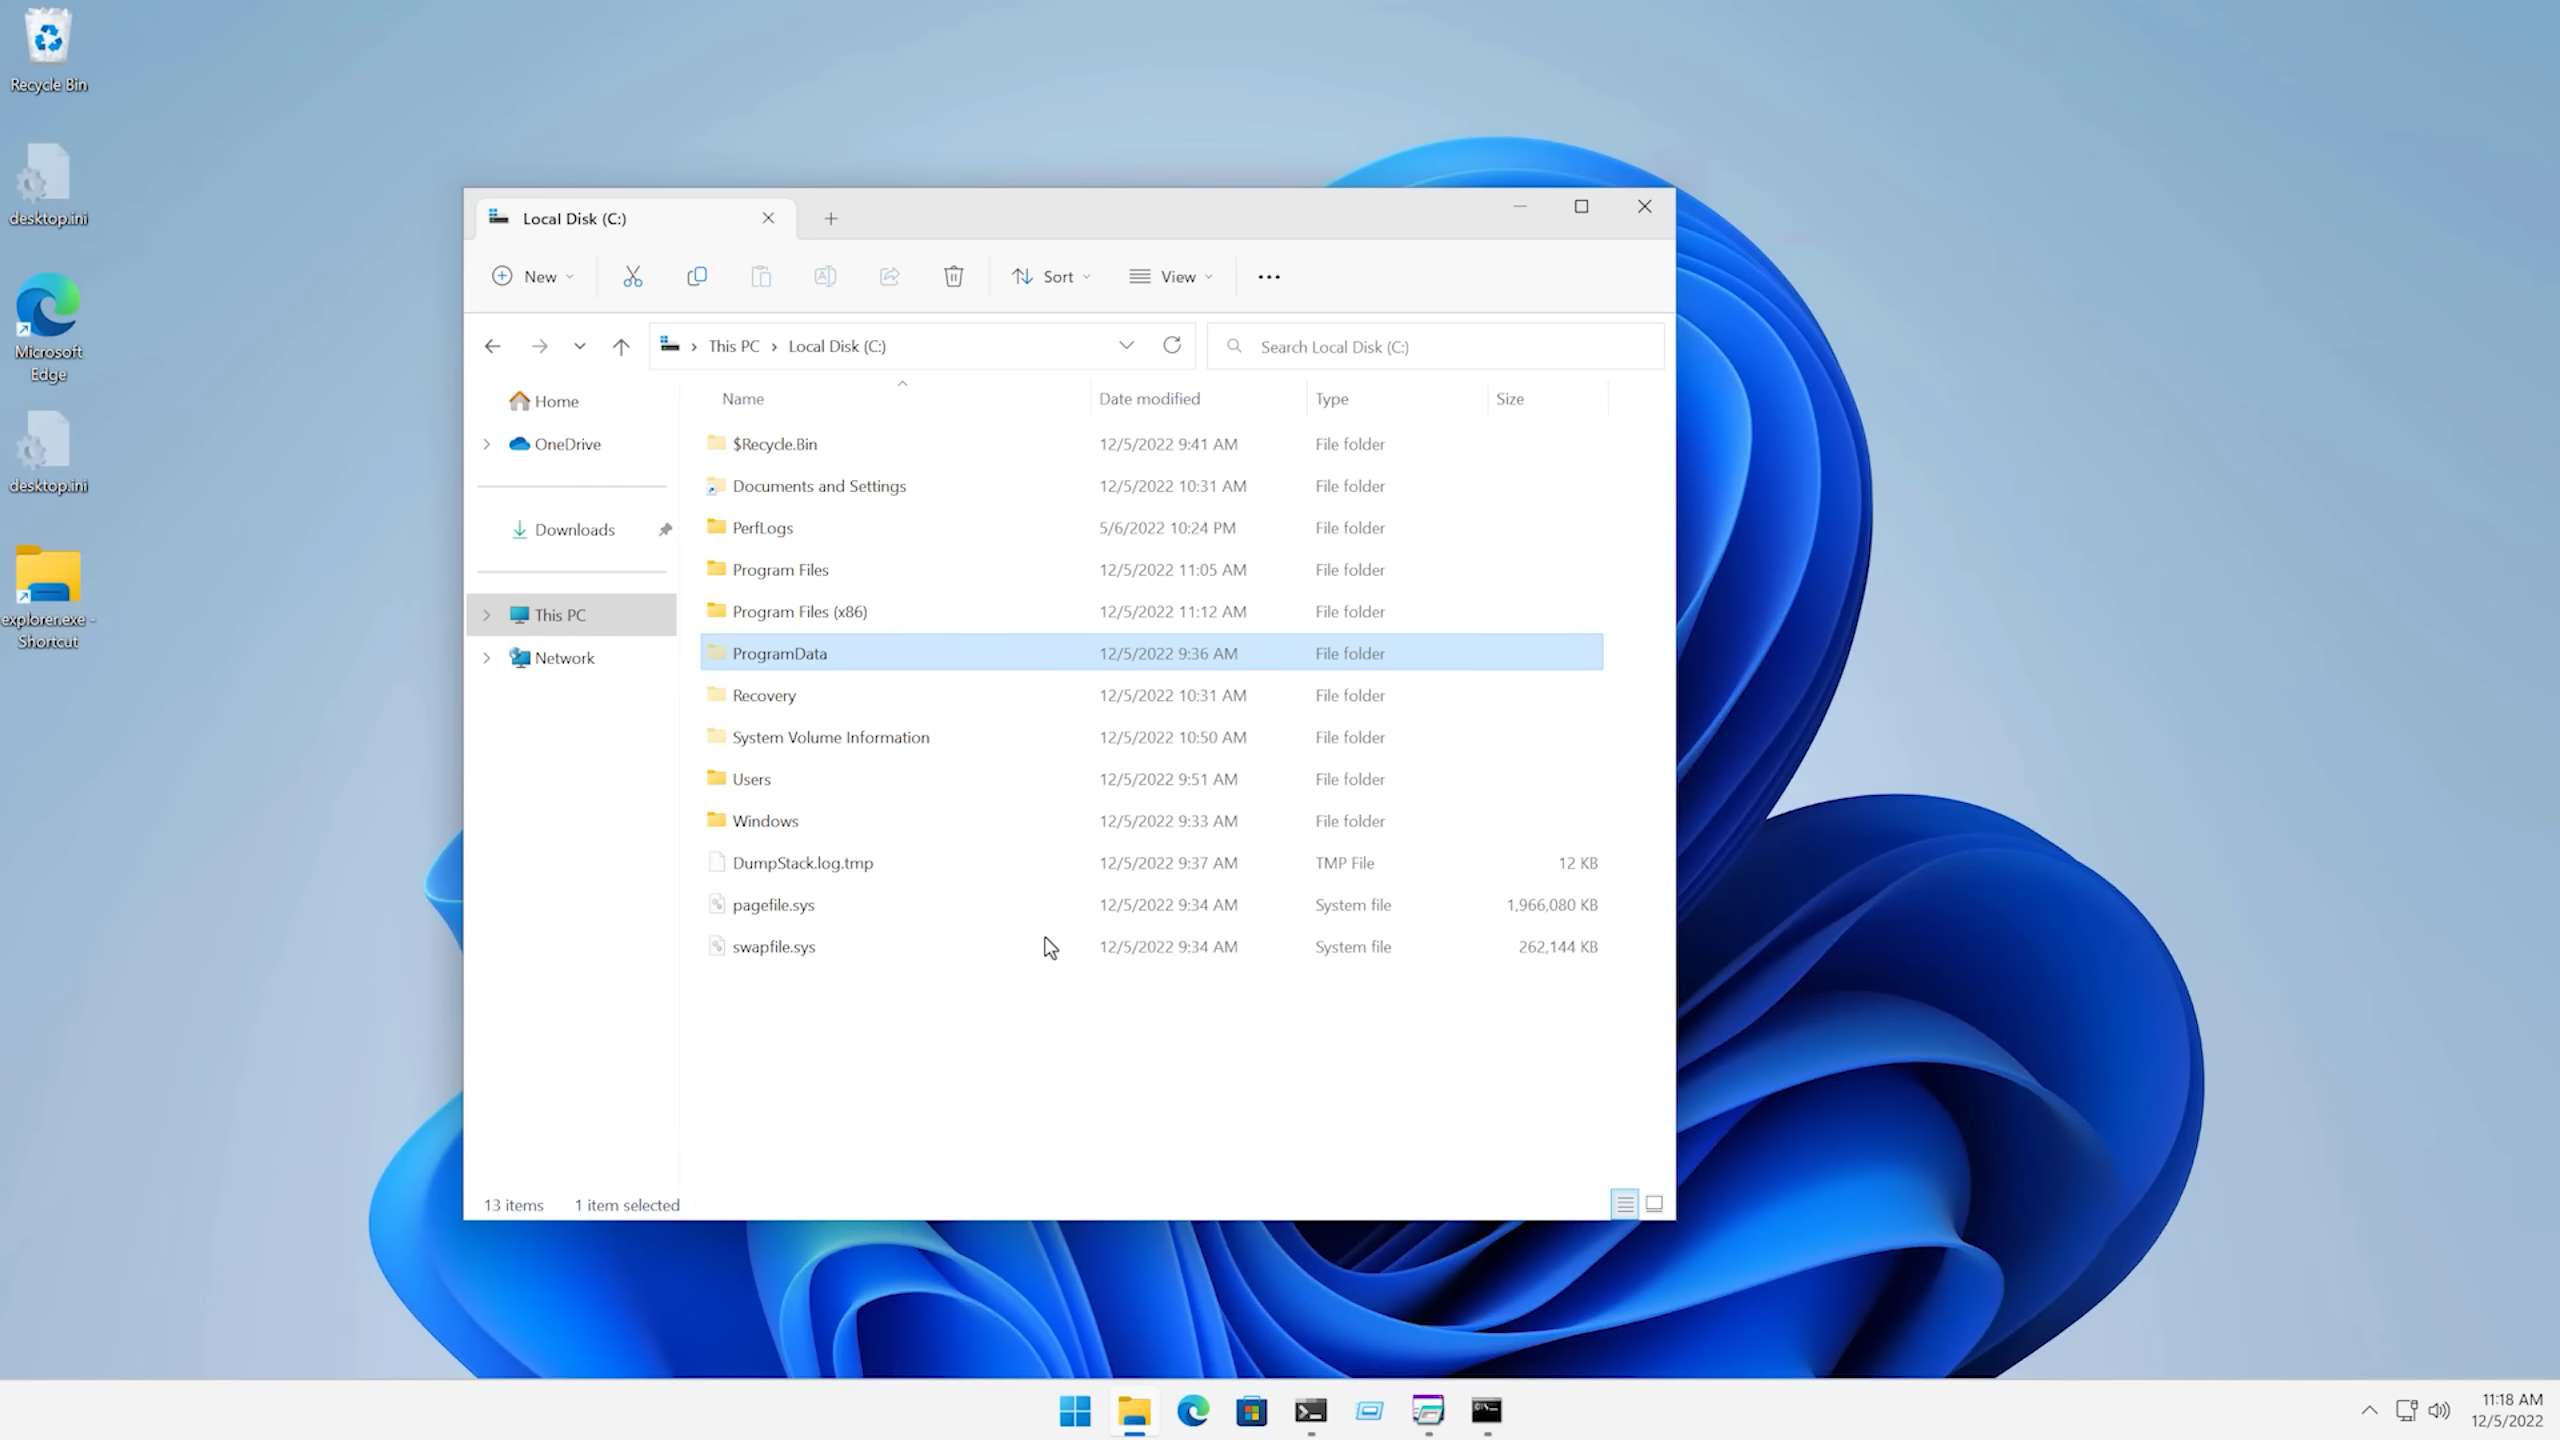 Recycle Bin
desktop.ini
Microsoft
Edge
desktop.ini
explorer.exe -
Shortcut
Local Disk (C:)
New
Sort
View
This PC
Local Disk (C:)
Search Local Disk (C:)
Home
OneDrive
Downloads
This PC
Network
Name Date modified Type Size
$Recycle.Bin 12/5/2022 9:41 AM File folder
Documents and Settings 12/5/2022 10:31 AM File folder
PerfLogs 5/6/2022 10:24 PM File folder
Program Files 12/5/2022 11:05 AM File folder
Program Files (x86) 12/5/2022 11:12 AM File folder
ProgramData 12/5/2022 9:36 AM File folder
Recovery 12/5/2022 10:31 AM File folder
System Volume Information 12/5/2022 10:50 AM File folder
Users 12/5/2022 9:51 AM File folder
Windows 12/5/2022 9:33 AM File folder
DumpStack.log.tmp 12/5/2022 9:37 AM TMP File 12 KB
pagefile.sys 12/5/2022 9:34 AM System file 1,966,080 KB
swapfile.sys 12/5/2022 9:34 AM System file 262,144 KB
13 items 1 item selected
11:18 AM
12/5/2022